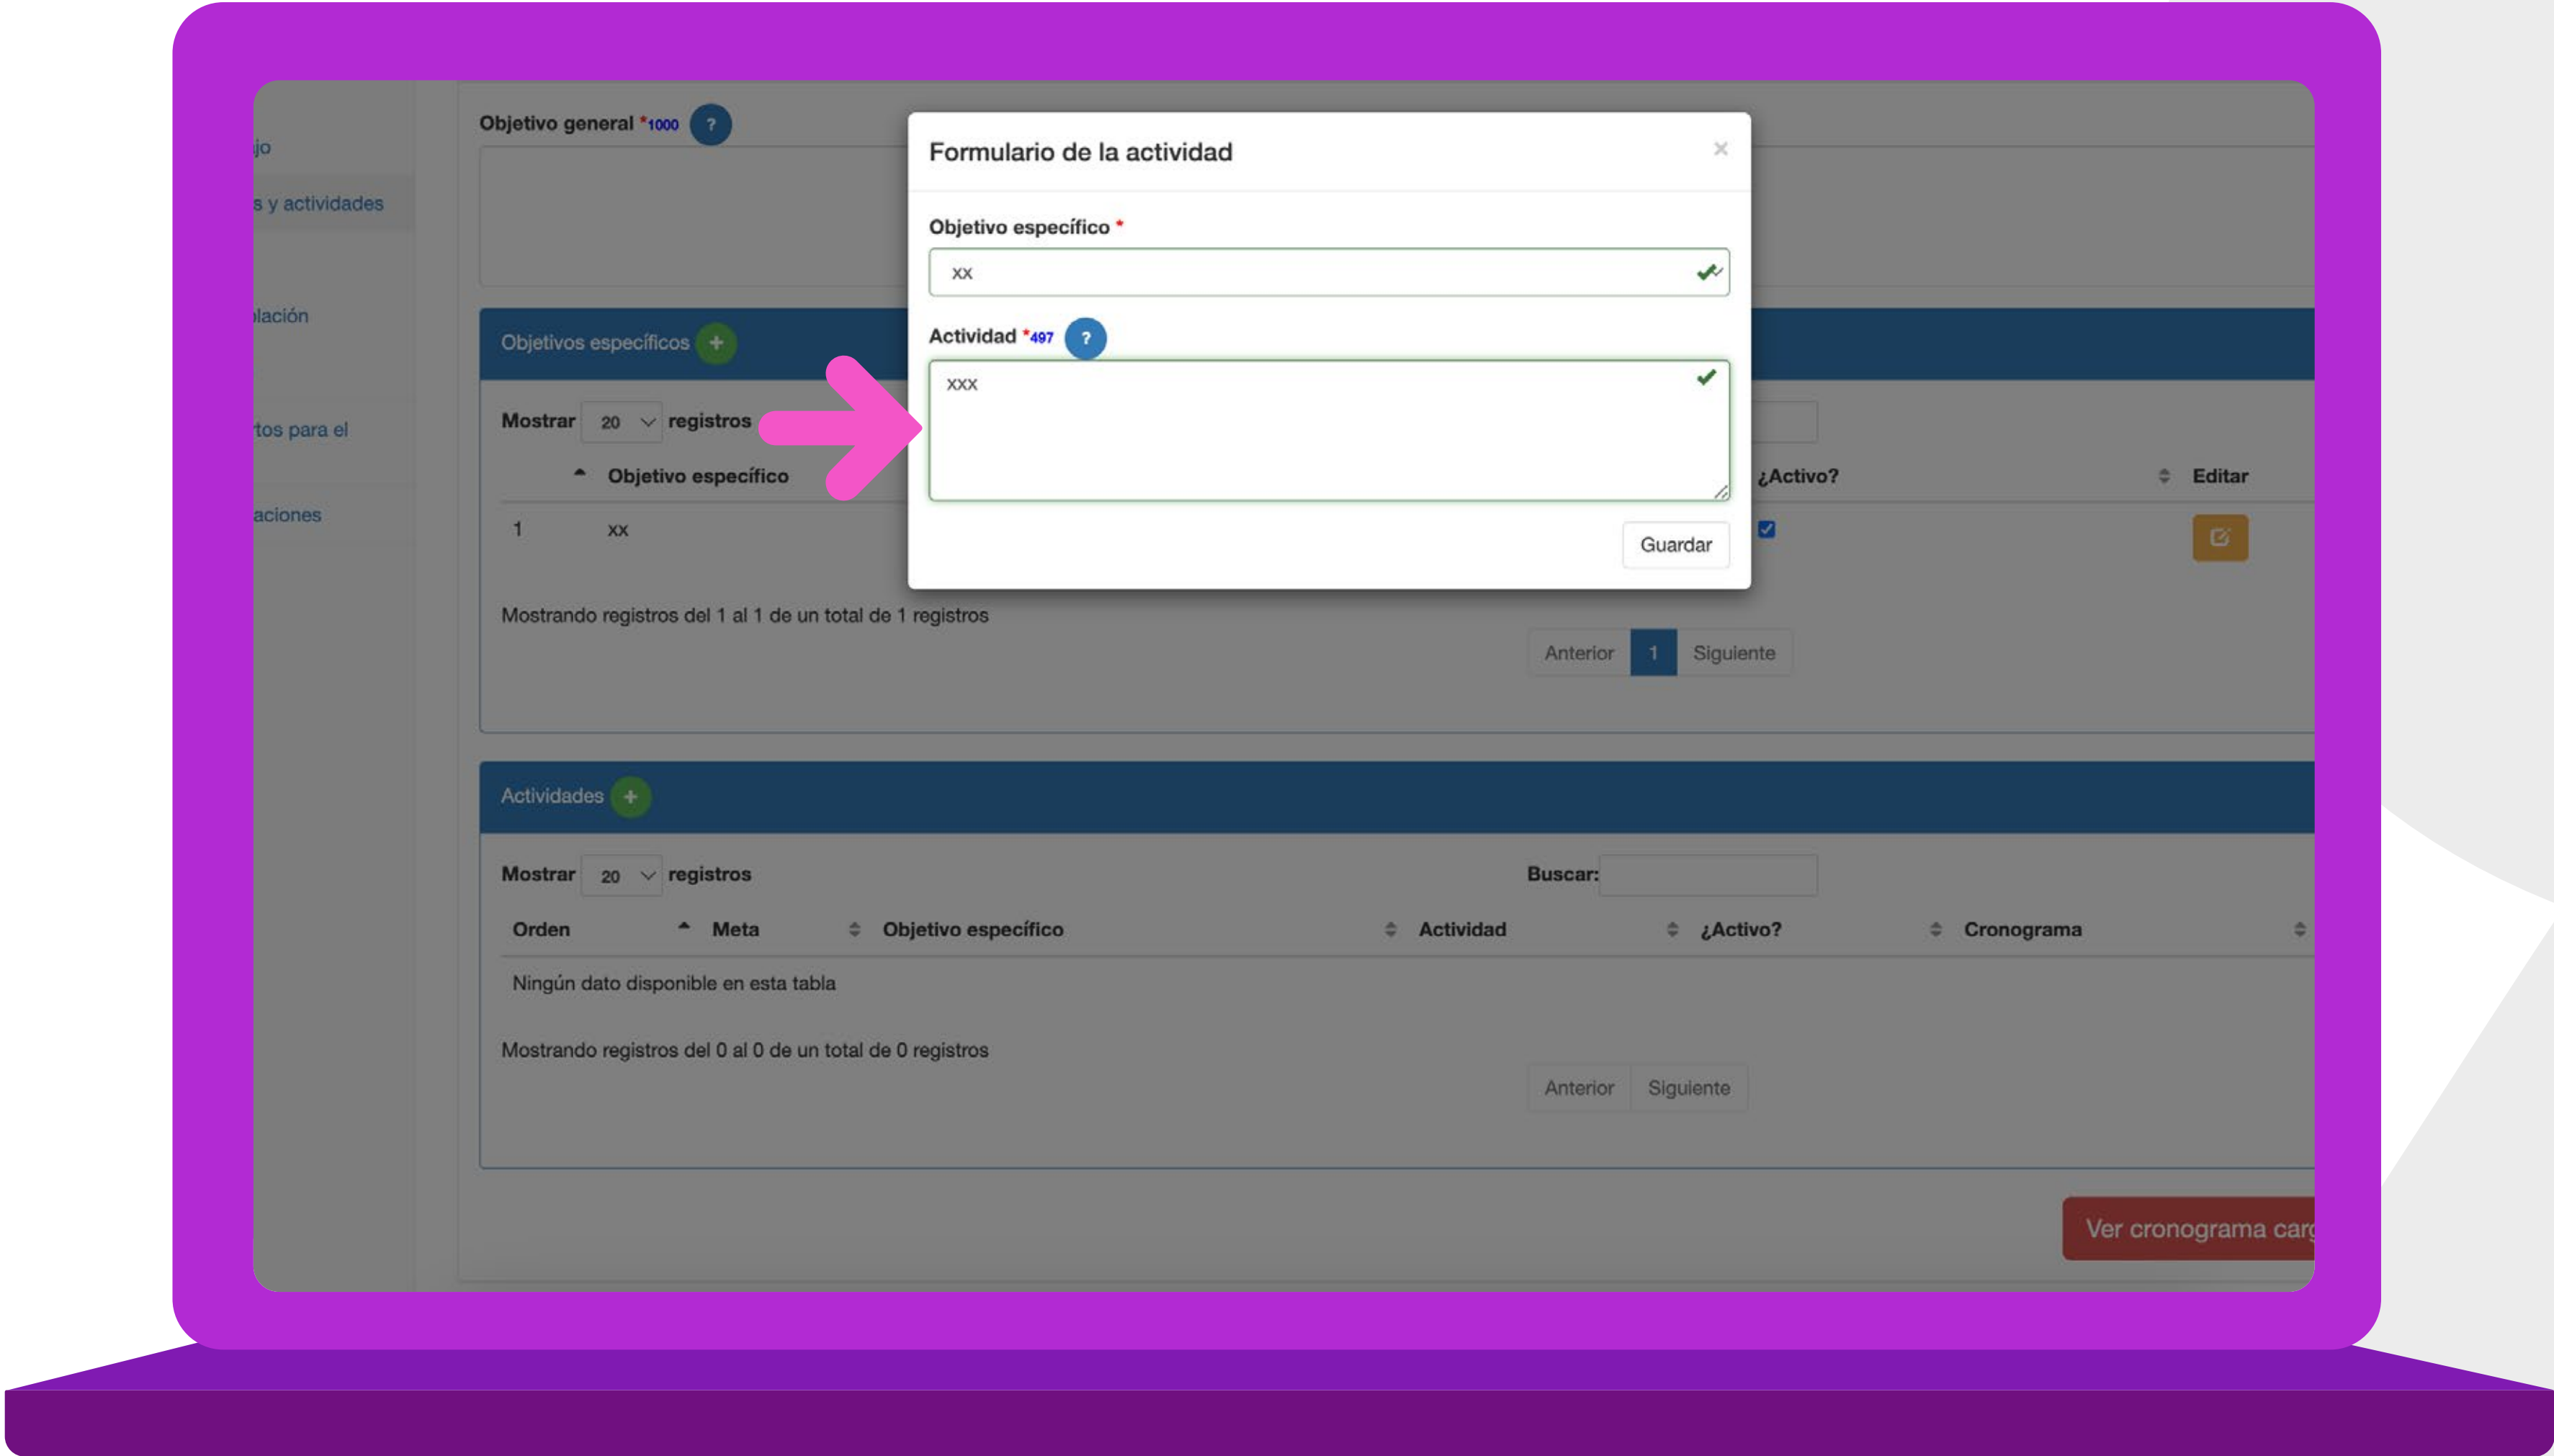 Objetivo general *1000 ?
jo
s y actividades
lación
tos para el
aciones
Formulario de la actividad ×
Objetivo específico *
xx
Actividad *497 ?
xxx
Guardar
Objetivos específicos +
Mostrar 20 registros
Objetivo específico ¿Activo? Editar
1 xx
Mostrando registros del 1 al 1 de un total de 1 registros
Anterior 1 Siguiente
Actividades +
Mostrar 20 registros Buscar:
Orden Meta Objetivo específico Actividad ¿Activo? Cronograma
Ningún dato disponible en esta tabla
Mostrando registros del 0 al 0 de un total de 0 registros
Anterior Siguiente
Ver cronograma carg